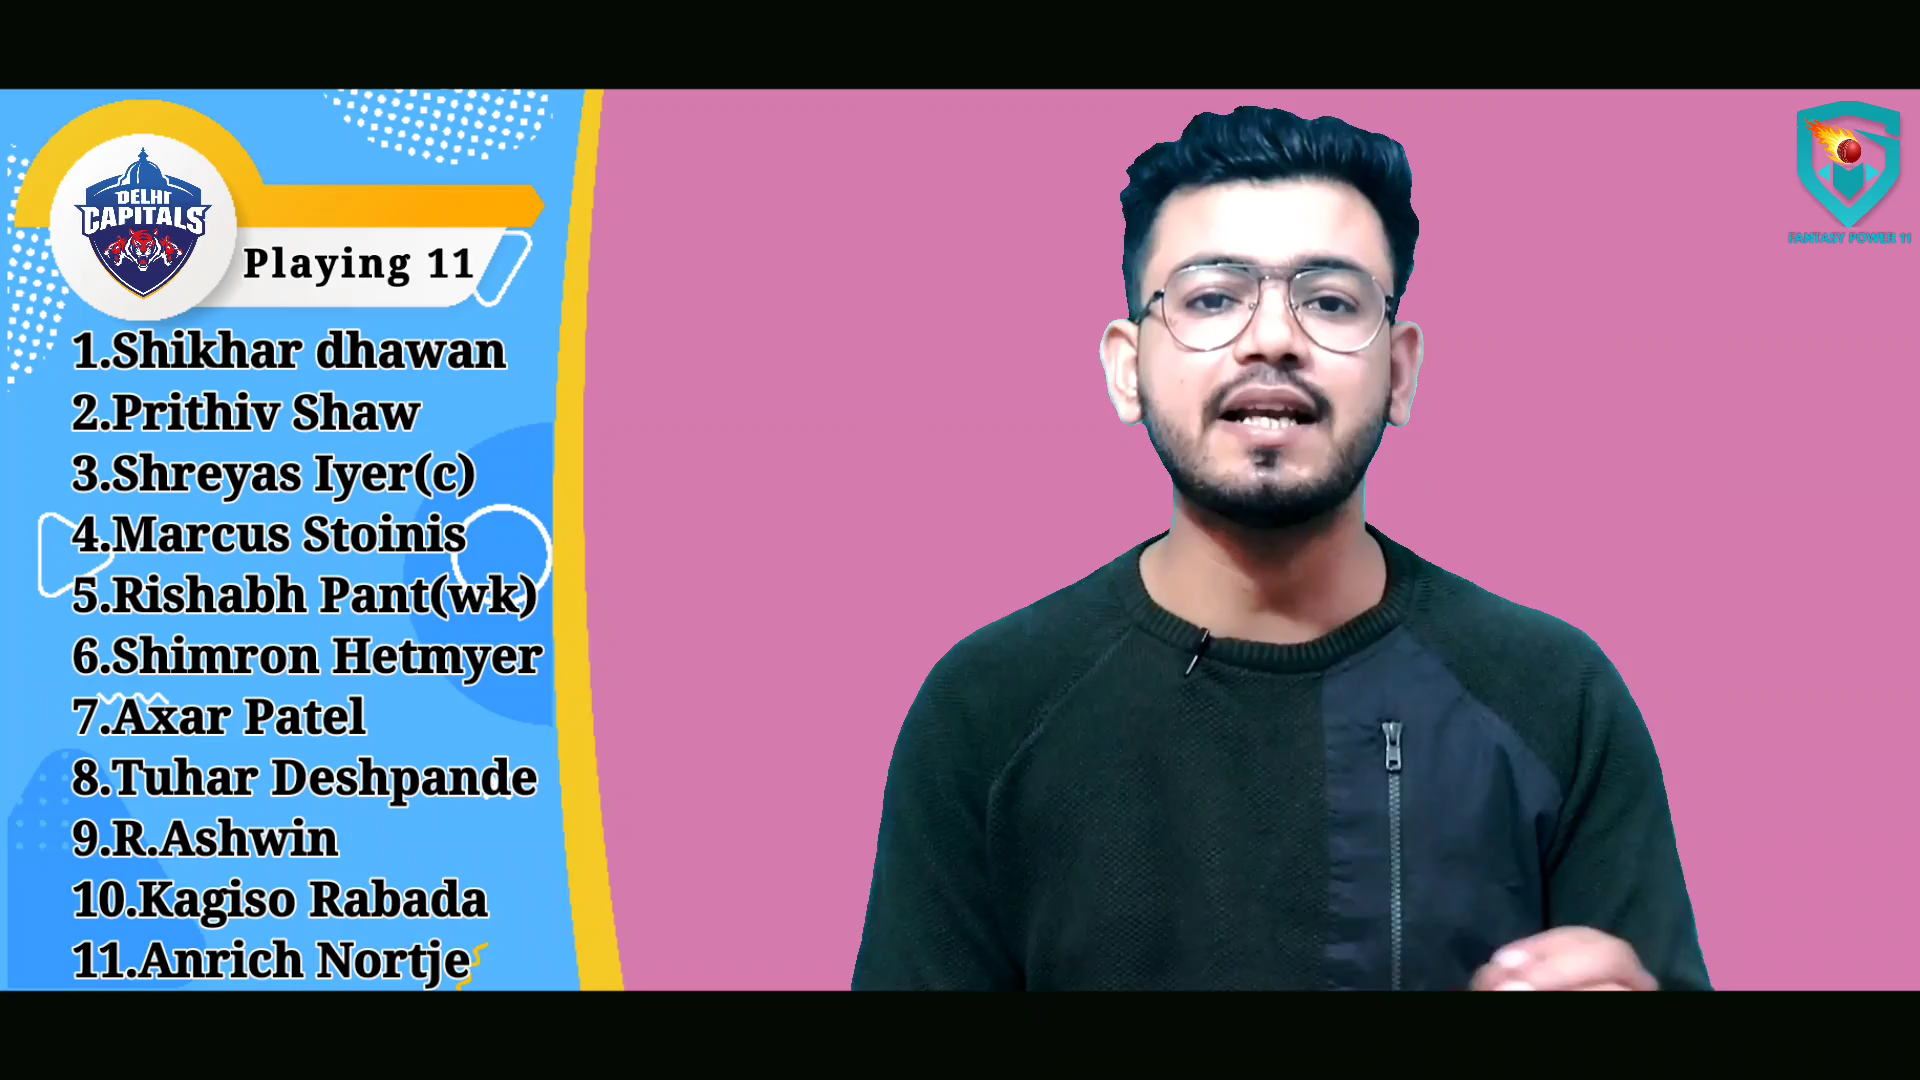 DELHI
CAPITALS
Playing 11
1.Shikhar dhawan
2.Prithiv Shaw
3.Shreyas Iyer(c)
4.Marcus Stoinis
5.Rishabh Pant(wk)
6.Shimron Hetmyer
7.Axar Patel
8.Tuhar Deshpande
9.R.Ashwin
10.Kagiso Rabada
11.Anrich Nortje
FANTASY POWER 11